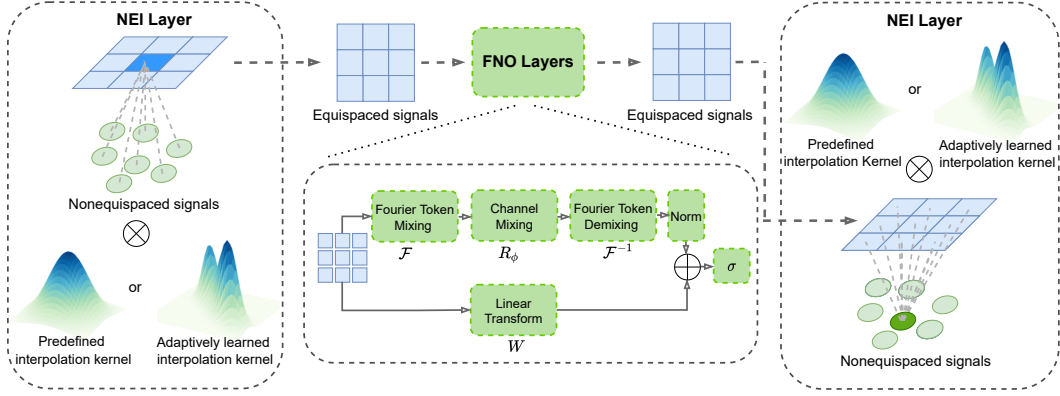 NEI Layer
Nonequispaced signals
or
Predefined
interpolation kernel
Adaptively learned
interpolation kernel
Equispaced signals
FNO Layers
Equispaced signals
Fourier Token
Mixing
Channel
Mixing
Fourier Token
Demixing
Norm
𝓕
R_ϕ
𝓕⁻¹
σ
Linear
Transform
W
NEI Layer
or
Predefined
interpolation Kernel
Adaptively learned
interpolation kernel
Nonequispaced signals